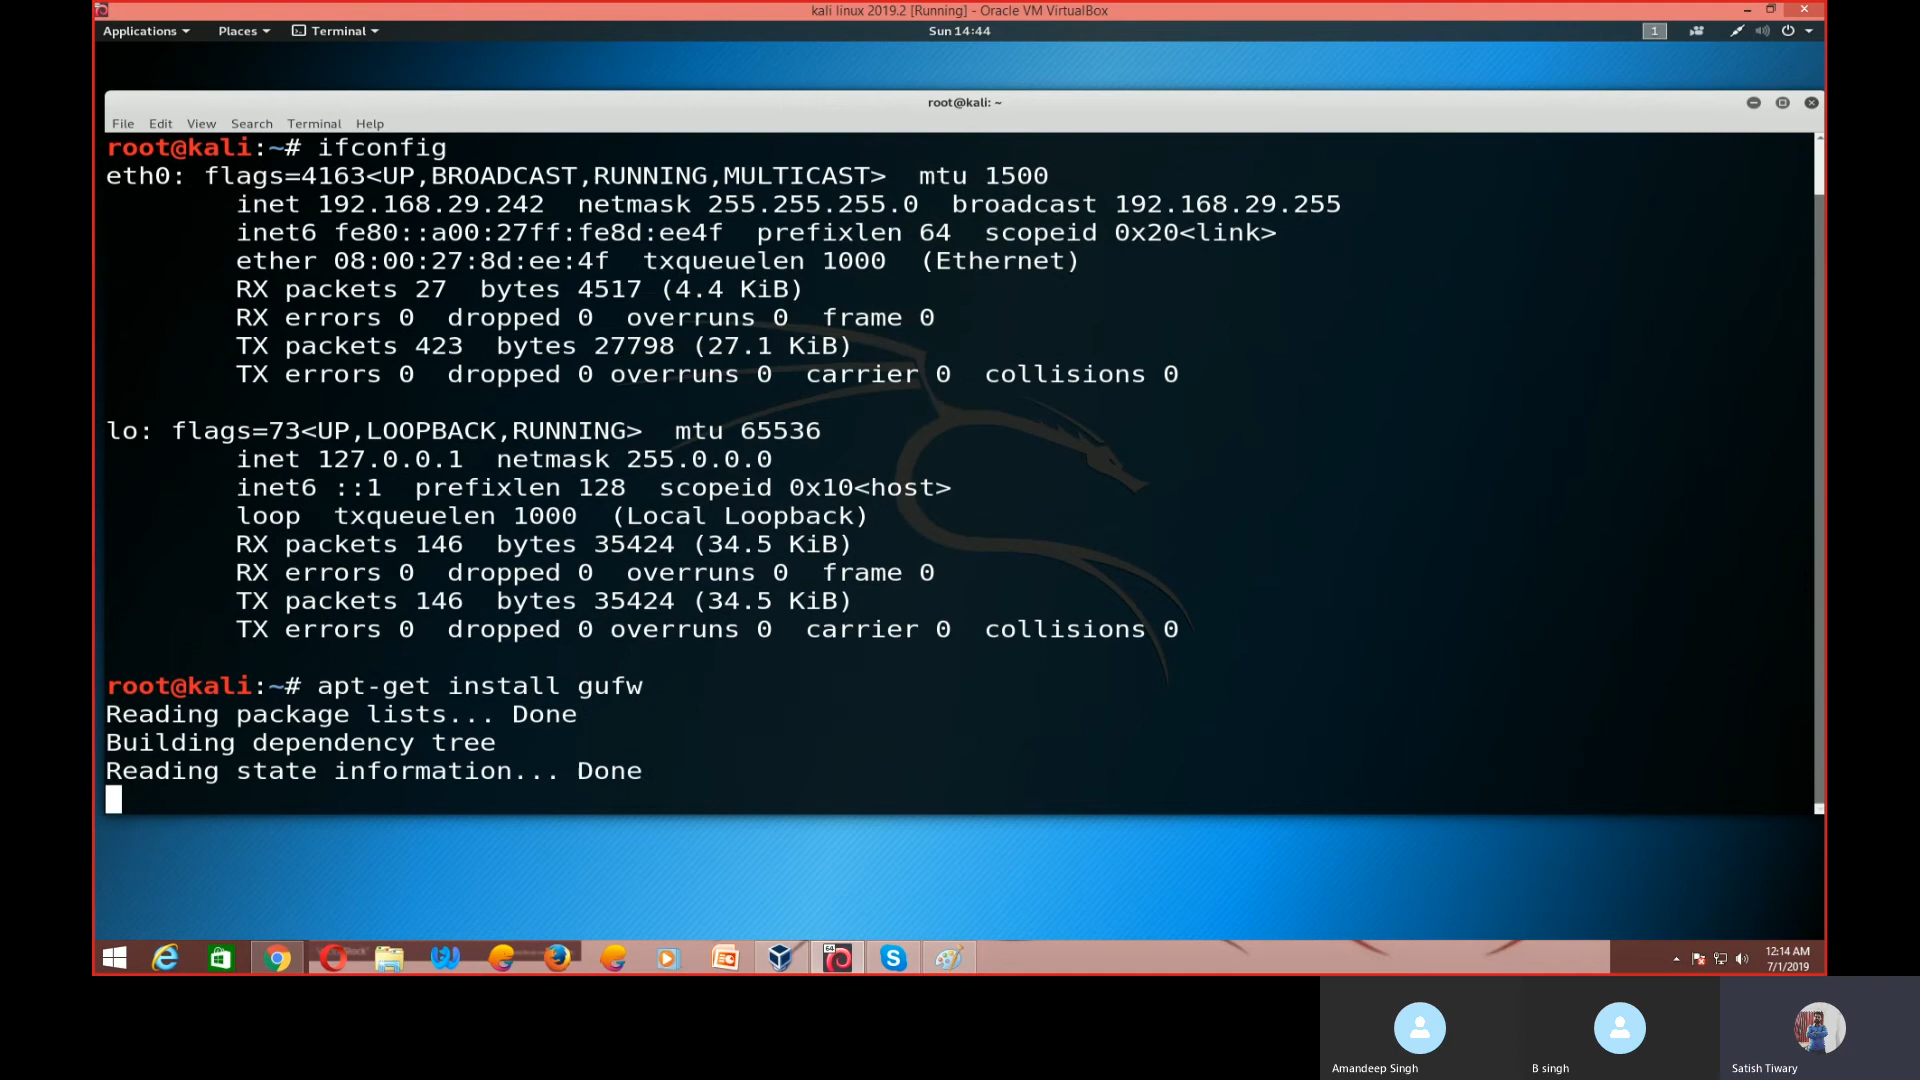 kali linux 2019.2 [Running] - Oracle VM VirtualBox
Applications Places Terminal Sun 14:44 1
root@kali: ~
File Edit View Search Terminal Help
root@kali:~# ifconfig
eth0: flags=4163<UP,BROADCAST,RUNNING,MULTICAST>  mtu 1500
        inet 192.168.29.242  netmask 255.255.255.0  broadcast 192.168.29.255
        inet6 fe80::a00:27ff:fe8d:ee4f  prefixlen 64  scopeid 0x20<link>
        ether 08:00:27:8d:ee:4f  txqueuelen 1000  (Ethernet)
        RX packets 27  bytes 4517 (4.4 KiB)
        RX errors 0  dropped 0  overruns 0  frame 0
        TX packets 423  bytes 27798 (27.1 KiB)
        TX errors 0  dropped 0 overruns 0  carrier 0  collisions 0
lo: flags=73<UP,LOOPBACK,RUNNING>  mtu 65536
        inet 127.0.0.1  netmask 255.0.0.0
        inet6 ::1  prefixlen 128  scopeid 0x10<host>
        loop  txqueuelen 1000  (Local Loopback)
        RX packets 146  bytes 35424 (34.5 KiB)
        RX errors 0  dropped 0  overruns 0  frame 0
        TX packets 146  bytes 35424 (34.5 KiB)
        TX errors 0  dropped 0 overruns 0  carrier 0  collisions 0
root@kali:~# apt-get install gufw
Reading package lists... Done
Building dependency tree
Reading state information... Done
64
12:14 AM
7/1/2019
Amandeep Singh
B singh
Satish Tiwary